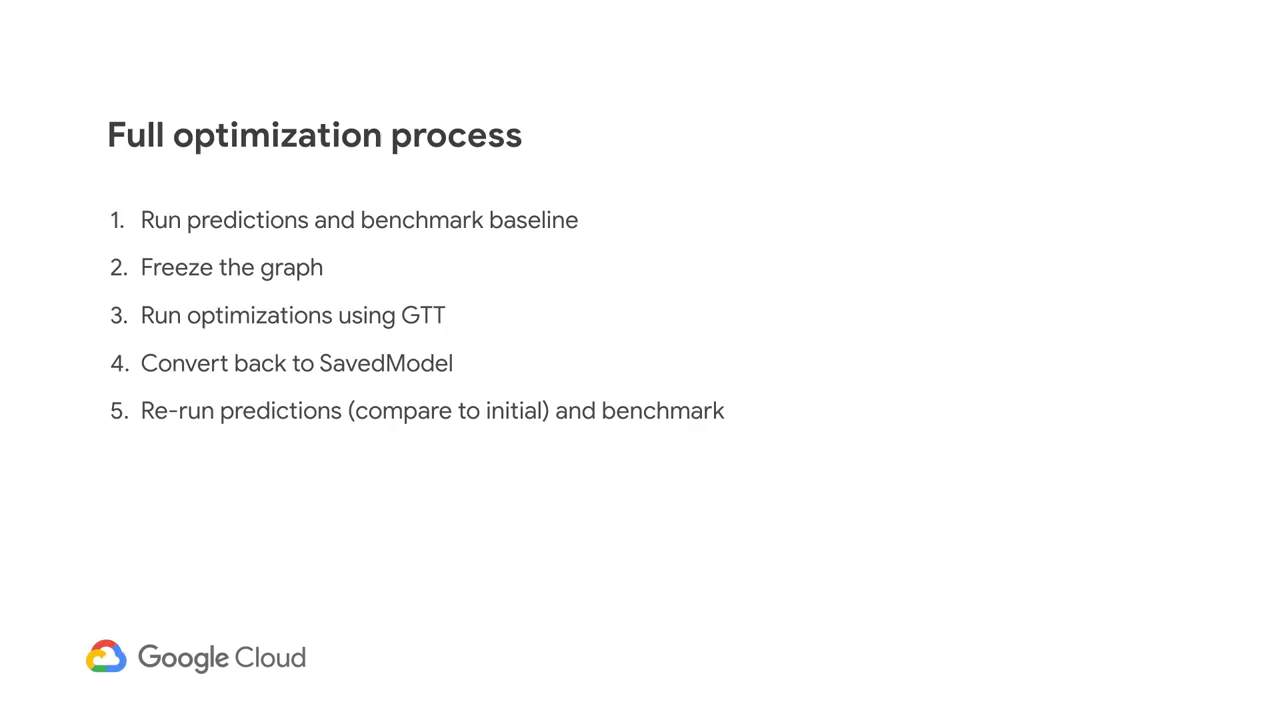 Full optimization process
1. Run predictions and benchmark baseline
2. Freeze the graph
3. Run optimizations using GTT
4. Convert back to SavedModel
5. Re-run predictions (compare to initial) and benchmark
Google Cloud